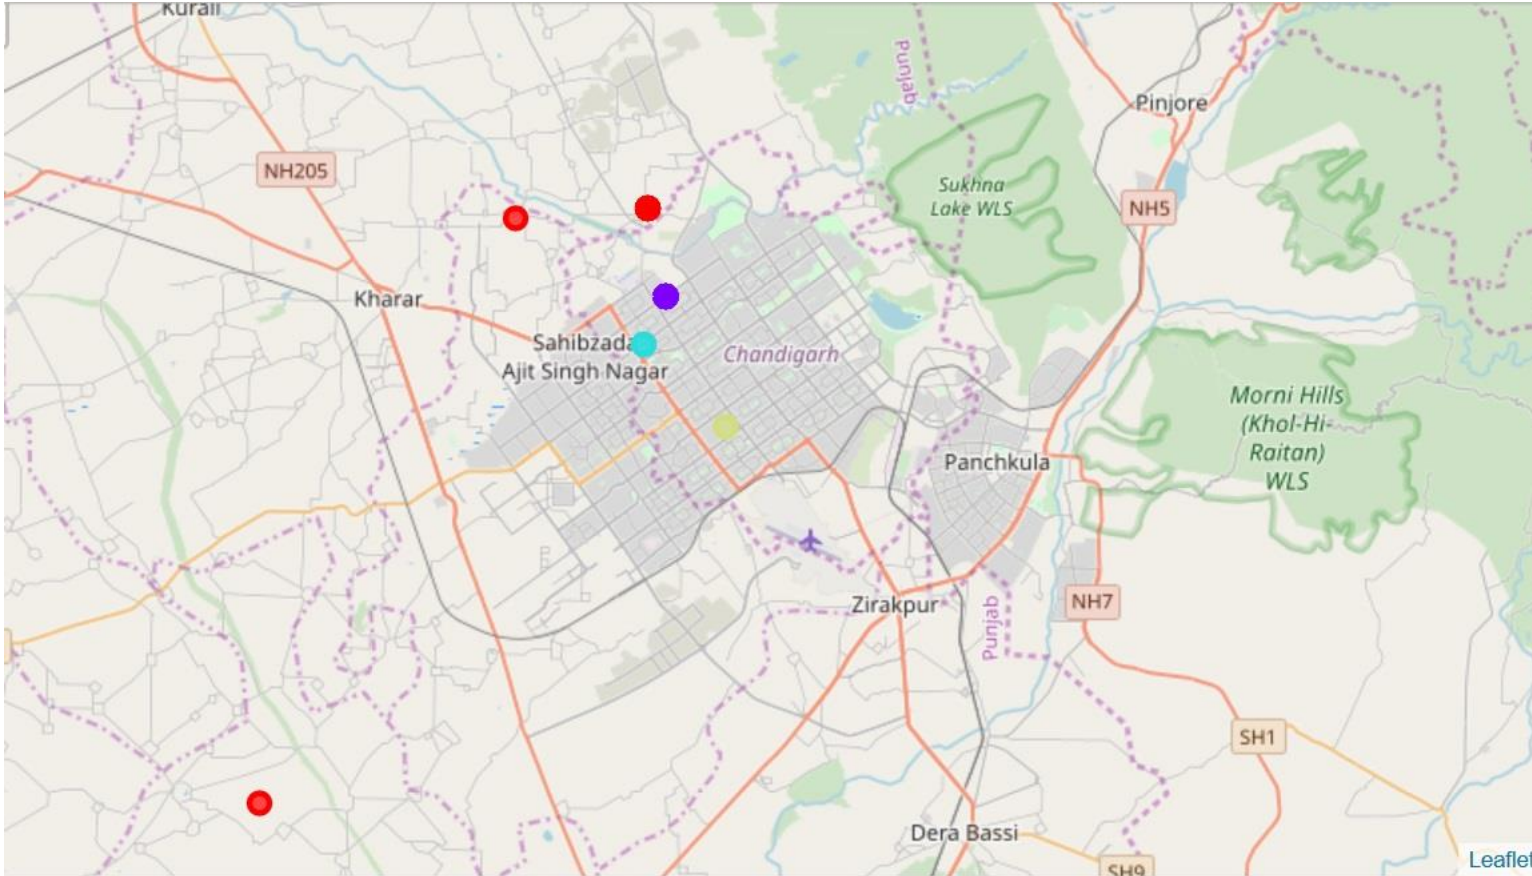 Kurali
Punjab
Pinjore
NH205
Sukhna
Lake WLS
NH5
Kharar
Sahibzada
Ajit Singh Nagar
Chandigarh
Morni Hills
(Khol-Hi-
Raitan)
WLS
Panchkula
Zirakpur
NH7
Punjab
SH1
Dera Bassi
SH9
Leaflet